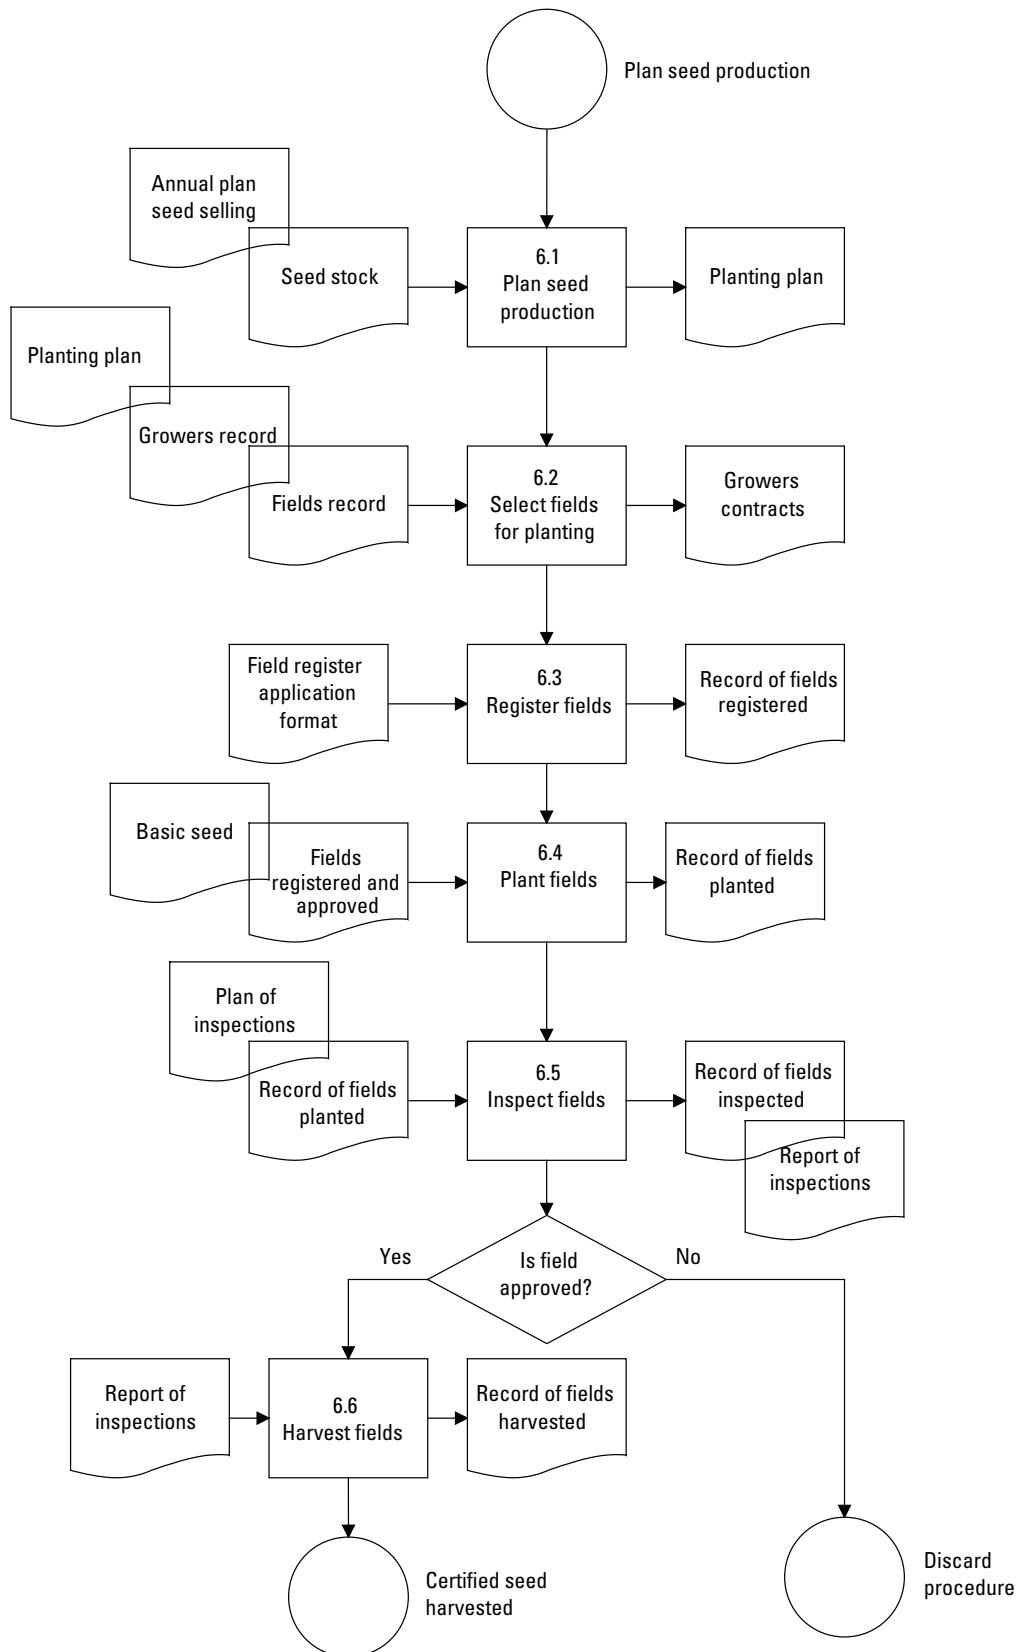 Plan seed production
Annual plan
seed selling
Seed stock
6.1
Plan seed
production
Planting plan
Planting plan
Growers record
Fields record
6.2
Select fields
for planting
Growers
contracts
Field register
application
format
6.3
Register fields
Record of fields
registered
Basic seed
Fields
registered and
approved
6.4
Plant fields
Record of fields
planted
Plan of
inspections
Record of fields
planted
6.5
Inspect fields
Record of fields
inspected
Report of
inspections
Yes
Is field
approved?
No
Report of
inspections
6.6
Harvest fields
Record of fields
harvested
Certified seed
harvested
Discard
procedure